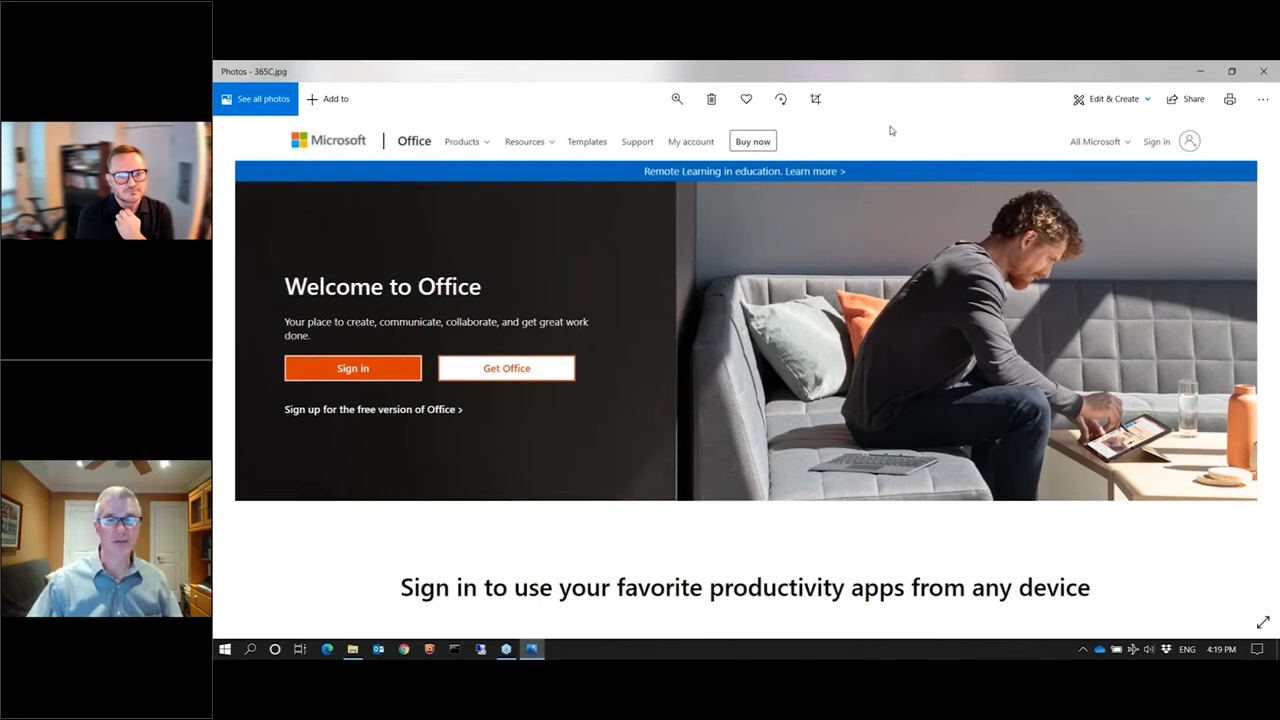 Photos - 365C.jpg
See all photos
Add to
Edit & Create
Share
Microsoft
Office
Products
Resources
Templates
Support
My account
Buy now
All Microsoft
Sign in
Remote Learning in education. Learn more >
Welcome to Office
Your place to create, communicate, collaborate, and get great work
done.
Sign in
Get Office
Sign up for the free version of Office >
Sign in to use your favorite productivity apps from any device
ENG
4:19 PM